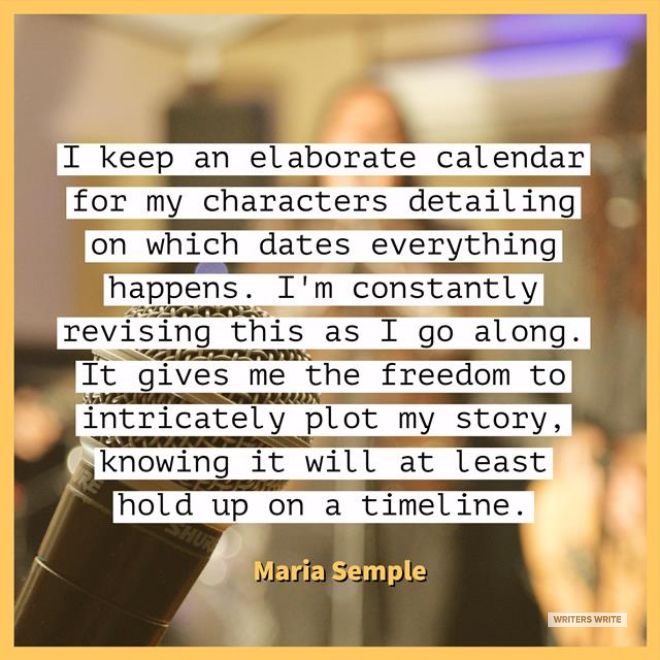 I keep an elaborate calendar
for my characters detailing
on which dates everything
happens. I'm constantly
revising this as I go along.
It gives me the freedom to
intricately plot my story,
knowing it will at least
hold up on a timeline.
SHURE
Maria Semple
WRITERS WRITE